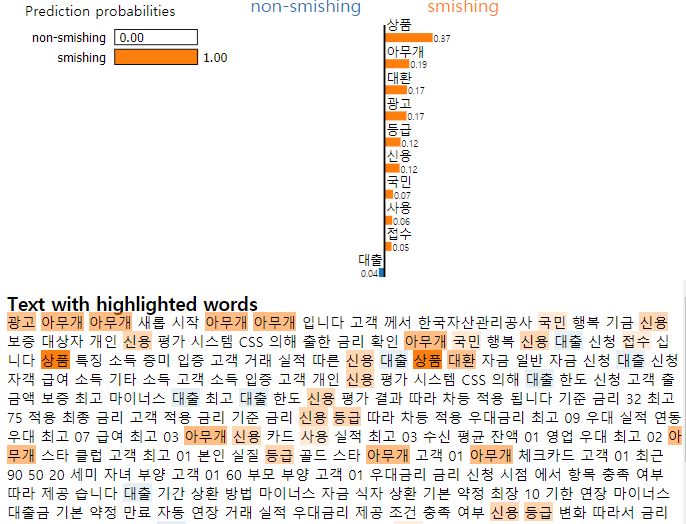 Prediction probabilities
non-smishing 0.00
smishing 1.00
non-smishing smishing
상품
0.37
아무개
0.19
대환
0.17
광고
0.17
등급
0.12
신용
0.12
국민
0.07
사용
0.06
접수
0.05
대출
0.04
Text with highlighted words
광고 아무개 아무개 새롭 시작 아무개 아무개 입니다 고객 께서 한국자산관리공사 국민 행복 기금 신용
보증 대상자 개인 신용 평가 시스템 CSS 의해 출한 금리 확인 아무개 국민 행복 신용 대출 신청 접수 십
니다 상품 특징 소득 증미 입증 고객 거래 실적 따른 신용 대출 상품 대환 자금 일반 자금 신청 대출 신청
자격 급여 소득 기타 소득 고객 소득 입증 고객 개인 신용 평가 시스템 CSS 의해 대출 한도 신청 고객 출
금액 보증 최고 마이너스 대출 최고 대출 한도 신용 평가 결과 따라 차등 적용 됩니다 기준 금리 32 최고
75 적용 최종 금리 고객 적용 금리 기준 금리 신용 등급 따라 차등 적용 우대금리 최고 09 우대 실적 연동
우대 최고 07 급여 최고 03 아무개 신용 카드 사용 실적 최고 03 수신 평균 잔액 01 영업 우대 최고 02 아
무개 스타 클럽 고객 최고 01 본인 실질 등급 골드 스타 아무개 고객 01 아무개 체크카드 고객 01 최근
90 50 20 세미 자녀 부양 고객 01 60 부모 부양 고객 01 우대금리 금리 신청 시점 에서 항목 충족 여부
따라 제공 습니다 대출 기간 상환 방법 마이너스 자금 식자 상환 기본 약정 최장 10 기한 연장 마이너스
대출금 기본 약정 만료 자동 연장 거래 실적 우대금리 제공 조건 충족 여부 신용 등급 변화 따라서 금리